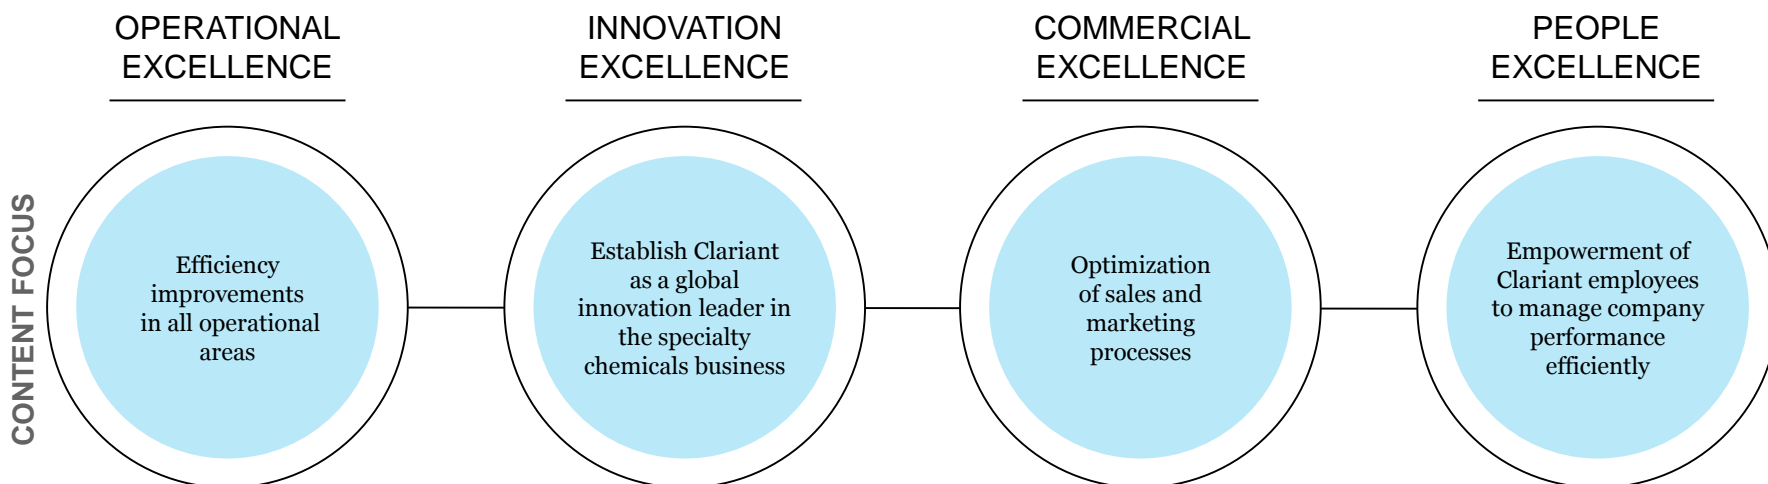 OPERATIONAL
EXCELLENCE
INNOVATION
EXCELLENCE
COMMERCIAL
EXCELLENCE
PEOPLE
EXCELLENCE
CONTENT FOCUS
Efficiency
improvements
in all operational
areas
Establish Clariant
as a global
innovation leader in
the specialty
chemicals business
Optimization
of sales and
marketing
processes
Empowerment of
Clariant employees
to manage company
performance
efficiently